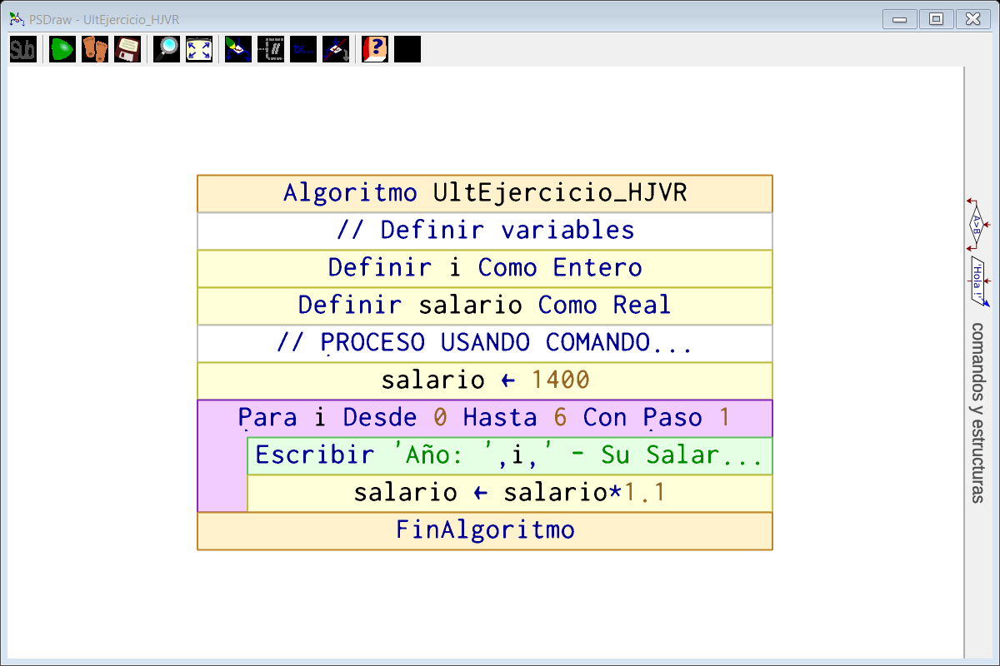 PSDraw - UltEjercicio_HJVR
Sub
Algoritmo UltEjercicio_HJVR
// Definir variables
Definir i Como Entero
Definir salario Como Real
// PROCESO USANDO COMANDO...
salario ← 1400
Para i Desde 0 Hasta 6 Con Paso 1
Escribir 'Año: ',i,' - Su Salar...
salario ← salario*1.1
FinAlgoritmo
A>B
'Hola !'
comandos y estructuras